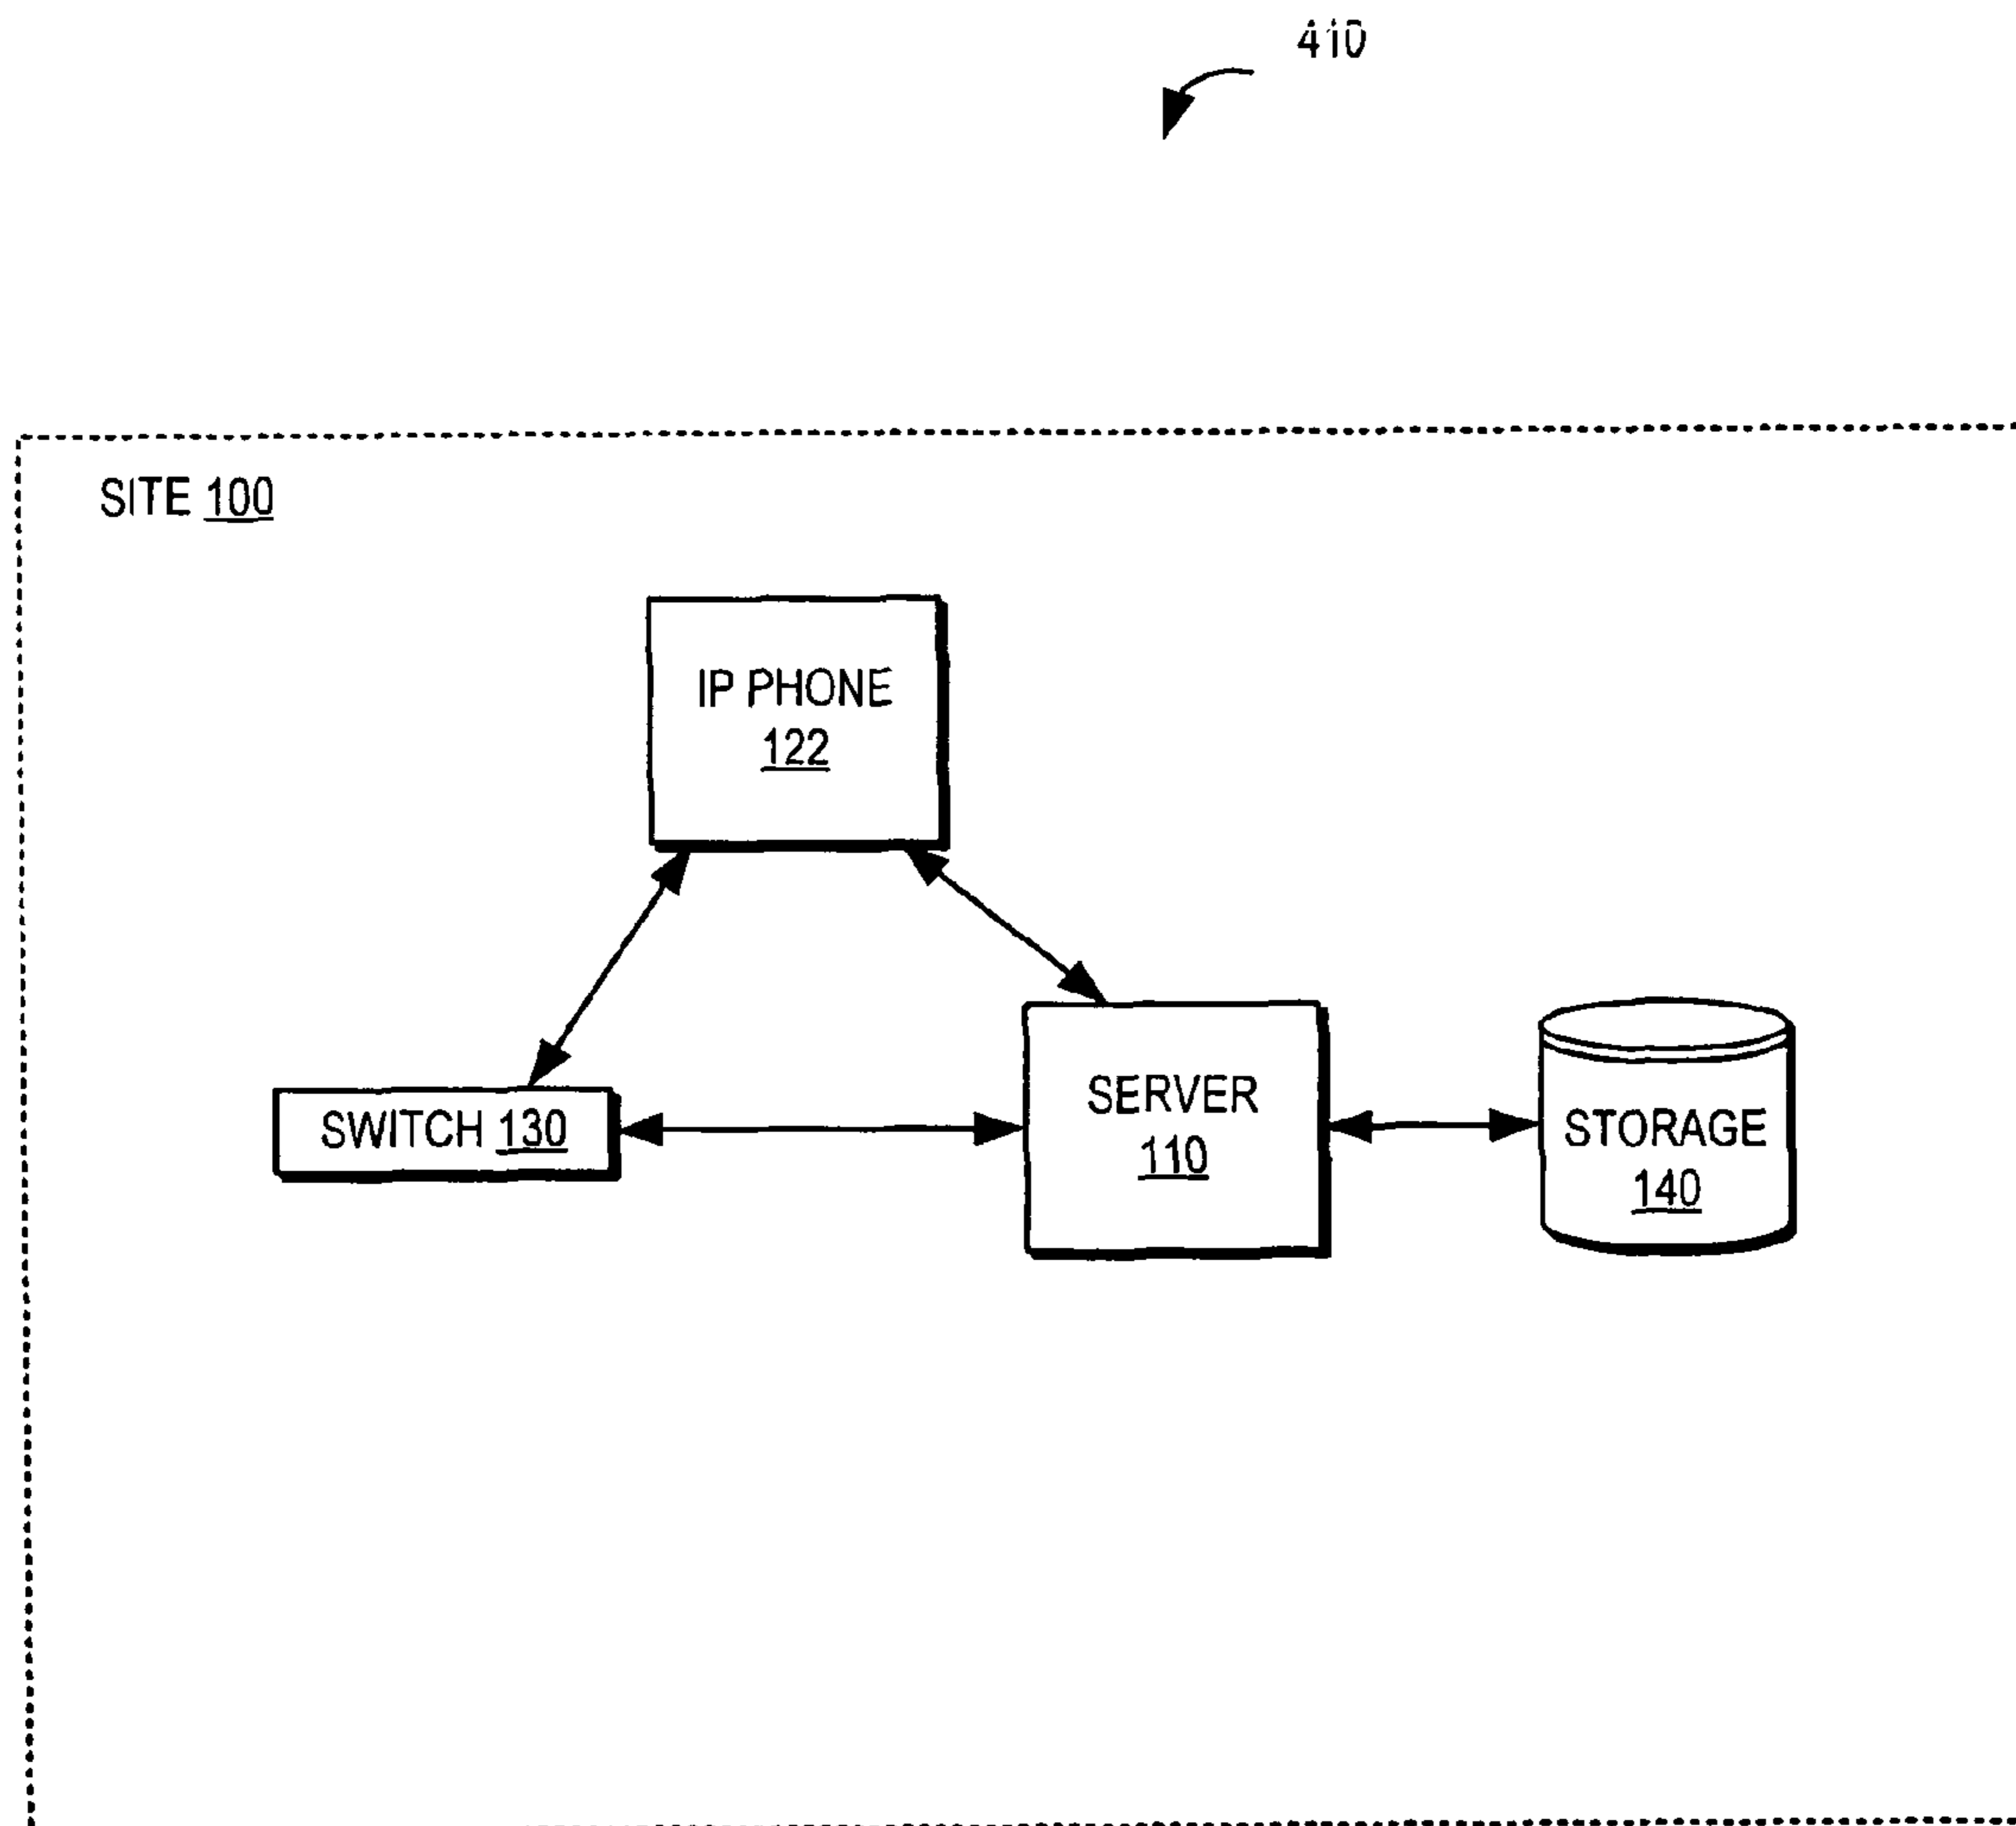 410
SITE 100
IP PHONE
122
SWITCH 130
SERVER
110
STORAGE
140